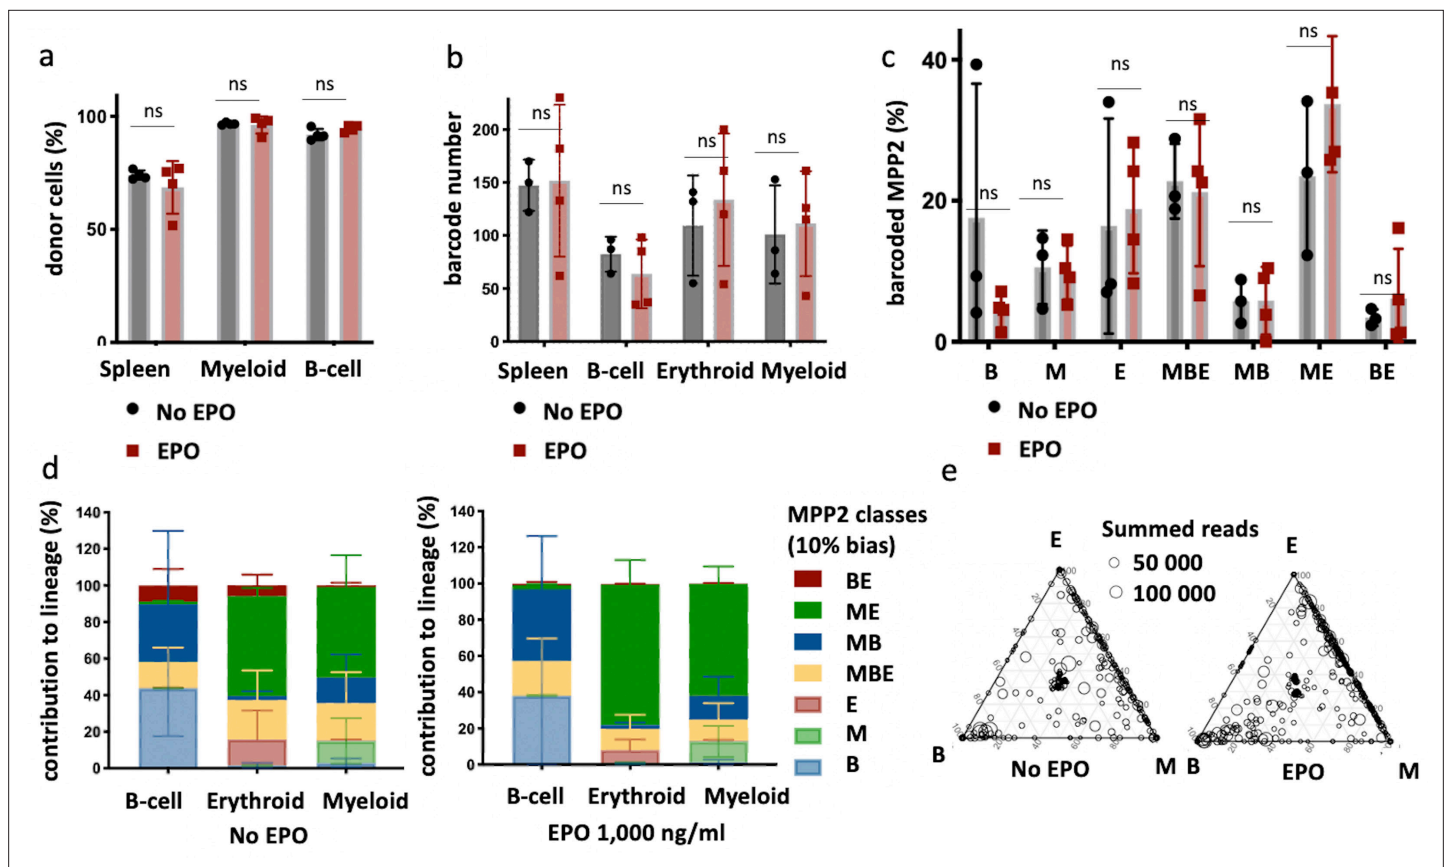 a
donor cells (%)
100
50
0
ns
ns
ns
Spleen
Myeloid
B-cell
No EPO
EPO
b
barcode number
200
150
100
50
0
ns
ns
ns
ns
Spleen
B-cell
Erythroid
Myeloid
No EPO
EPO
c
barcoded MPP2 (%)
40
20
0
ns
ns
ns
ns
ns
ns
ns
B
M
E
MBE
MB
ME
BE
No EPO
EPO
d
contribution to lineage (%)
140
120
100
80
60
40
20
0
B-cell
Erythroid
Myeloid
No EPO
contribution to lineage (%)
140
120
100
80
60
40
20
0
B-cell
Erythroid
Myeloid
EPO 1,000 ng/ml
MPP2 classes
(10% bias)
BE
ME
MB
MBE
E
M
B
e
Summed reads
50 000
100 000
E
B
M
No EPO
E
B
M
EPO